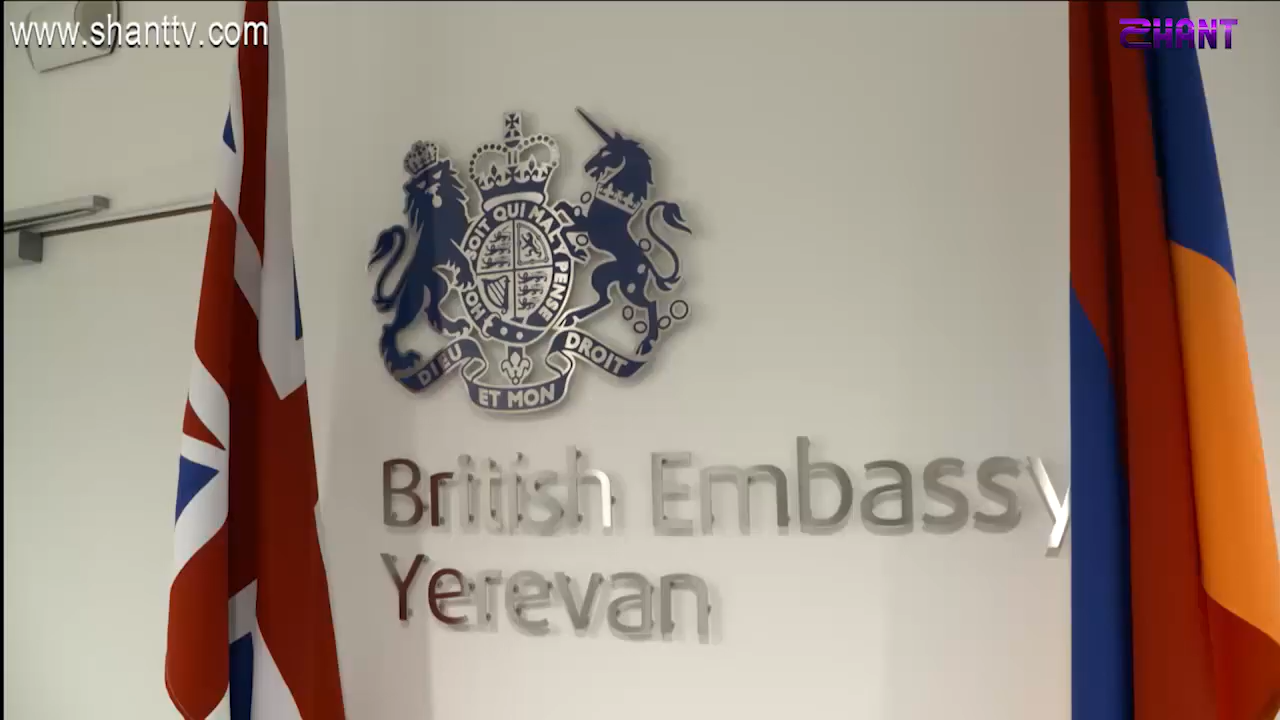 www.shanttv.com
SHANT
HONI SOIT QUI MAL Y PENSE
DIEU ET MON DROIT
British Embassy
Yerevan